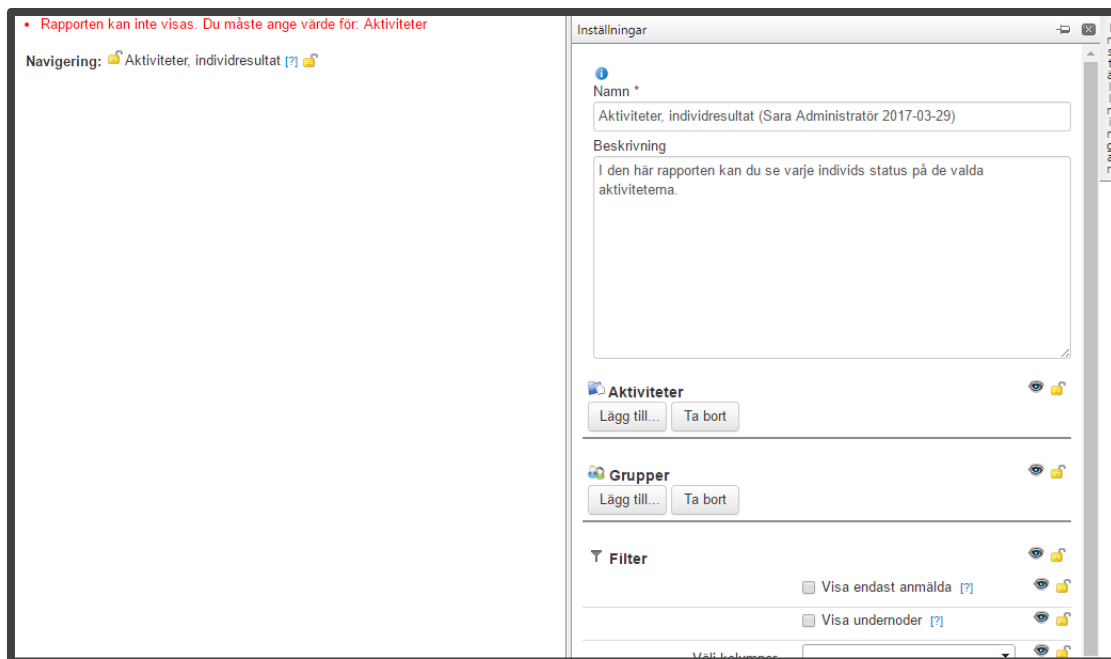 Rapporten kan inte visas. Du måste ange värde för: Aktiviteter
Navigering: Aktiviteter, individresultat [?]
Inställningar
Namn *
Aktiviteter, individresultat (Sara Administratör 2017-03-29)
Beskrivning
I den här rapporten kan du se varje individs status på de valda
aktiviteterna.
Aktiviteter
Lägg till... Ta bort
Grupper
Lägg till... Ta bort
Filter
Visa endast anmälda [?]
Visa undernoder [?]
Välj kolumner